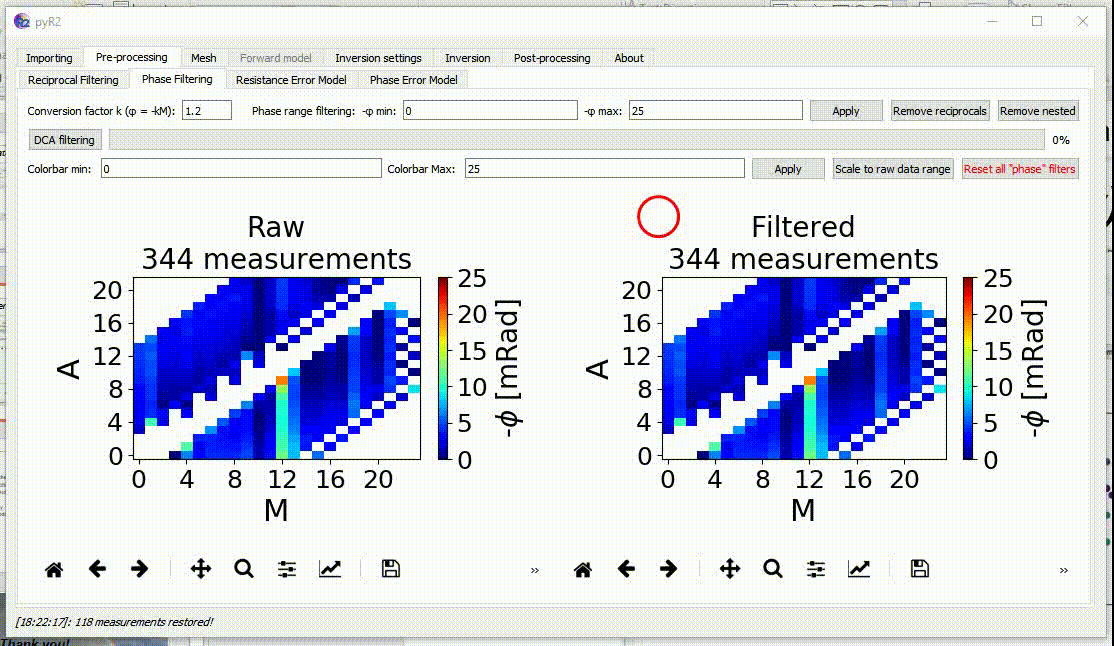 pyR2
Importing Pre-processing Mesh Forward model Inversion settings Inversion Post-processing About
Reciprocal Filtering Phase Filtering Resistance Error Model Phase Error Model
Conversion factor k (φ = -kM): 1.2 Phase range filtering: -φ min: 0 -φ max: 25 Apply Remove reciprocals Remove nested
DCA filtering 0%
Colorbar min: 0 Colorbar Max: 25 Apply Scale to raw data range Reset all "phase" filters
Raw
344 measurements
20
16
12
8
4
0
A
0 4 8 12 16 20
M
25
20
15
10
5
0
-ϕ [mRad]
Filtered
344 measurements
20
16
12
8
4
0
A
0 4 8 12 16 20
M
25
20
15
10
5
0
-ϕ [mRad]
» »
[18:22:17]: 118 measurements restored!
Thank you!